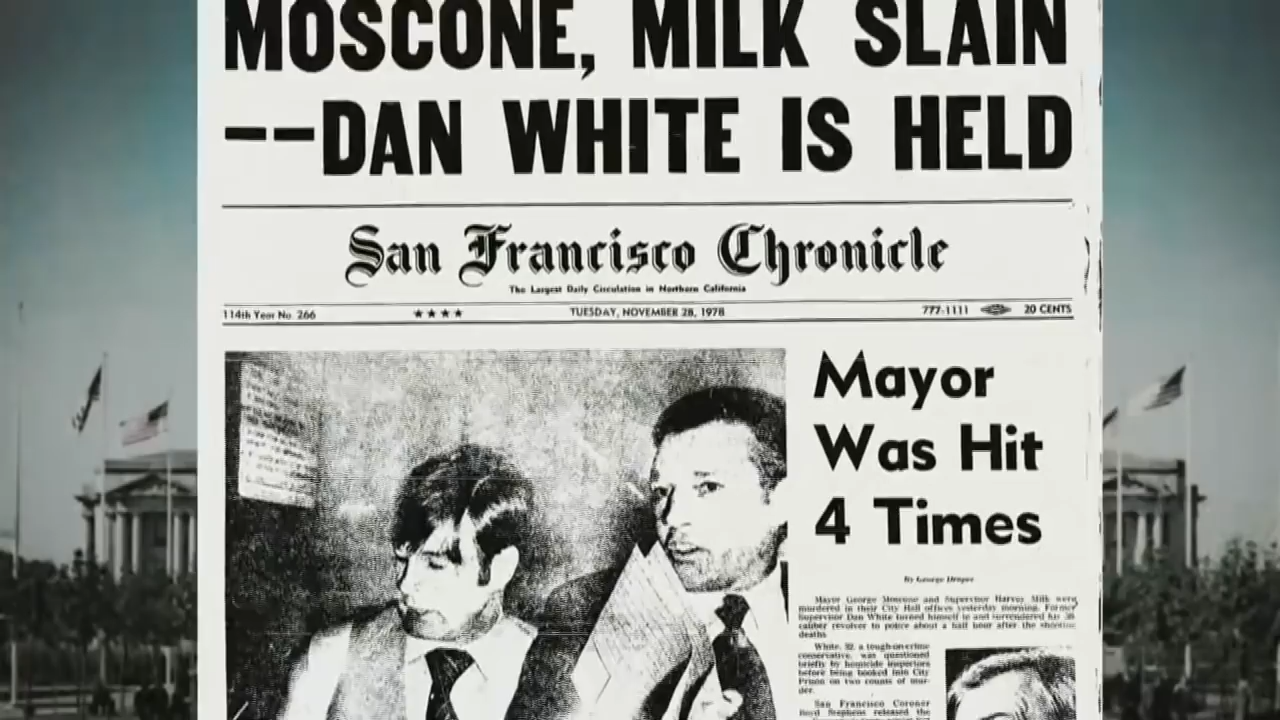 MOSCONE, MILK SLAIN
--DAN WHITE IS HELD
San Francisco Chronicle
The Largest Daily Circulation in Northern California
114th Year No. 266 ★★★★ TUESDAY, NOVEMBER 28, 1978 777-1111 20 CENTS
Mayor
Was Hit
4 Times
By George Draper
Mayor George Moscone and Supervisor Harvey Milk were
murdered in their City Hall offices yesterday morning. Former
Supervisor Dan White turned himself in and surrendered his 38
caliber revolver to police about a half hour after the shooting
deaths.
White, 32, a tough-on-crime
conservative, was questioned
briefly by homicide inspectors
before being booked into City
Prison on two counts of mur-
der.
San Francisco Coroner
Boyd Stephens released the